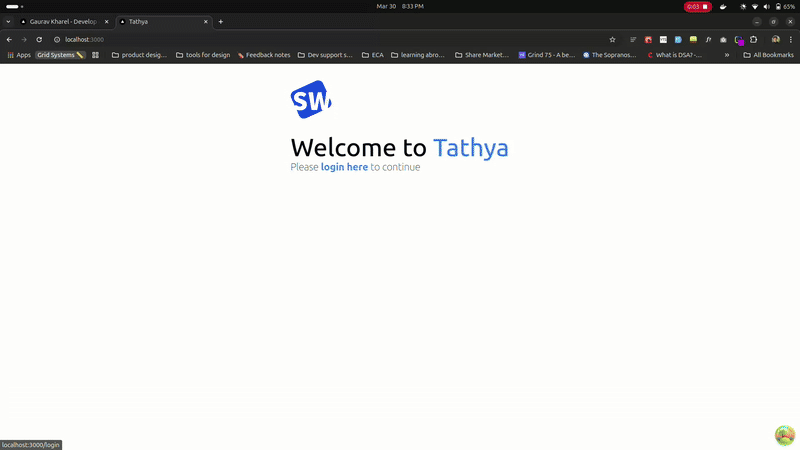 Mar 30 8:33 PM
0:03
65%
Gaurav Kharel - Develop
Tathya
localhost:3000
Apps
Grid Systems
product desig...
tools for design
Feedback notes
Dev support s...
ECA
learning abro...
Share Market...
Grind 75 - A be...
The Sopranos...
What is DSA?-...
»
All Bookmarks
SW
Welcome to Tathya
Please login here to continue
localhost:3000/login